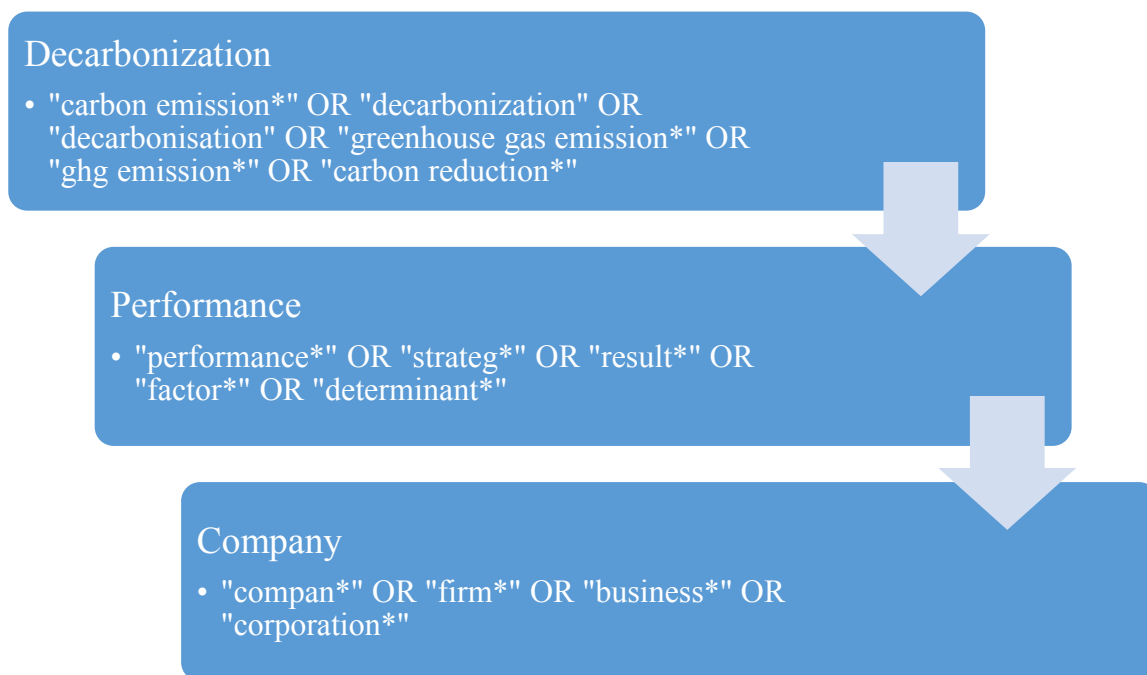 Decarbonization
• "carbon emission*" OR "decarbonization" OR
"decarbonisation" OR "greenhouse gas emission*" OR
"ghg emission*" OR "carbon reduction*"
Performance
• "performance*" OR "strateg*" OR "result*" OR
"factor*" OR "determinant*"
Company
• "compan*" OR "firm*" OR "business*" OR
"corporation*"